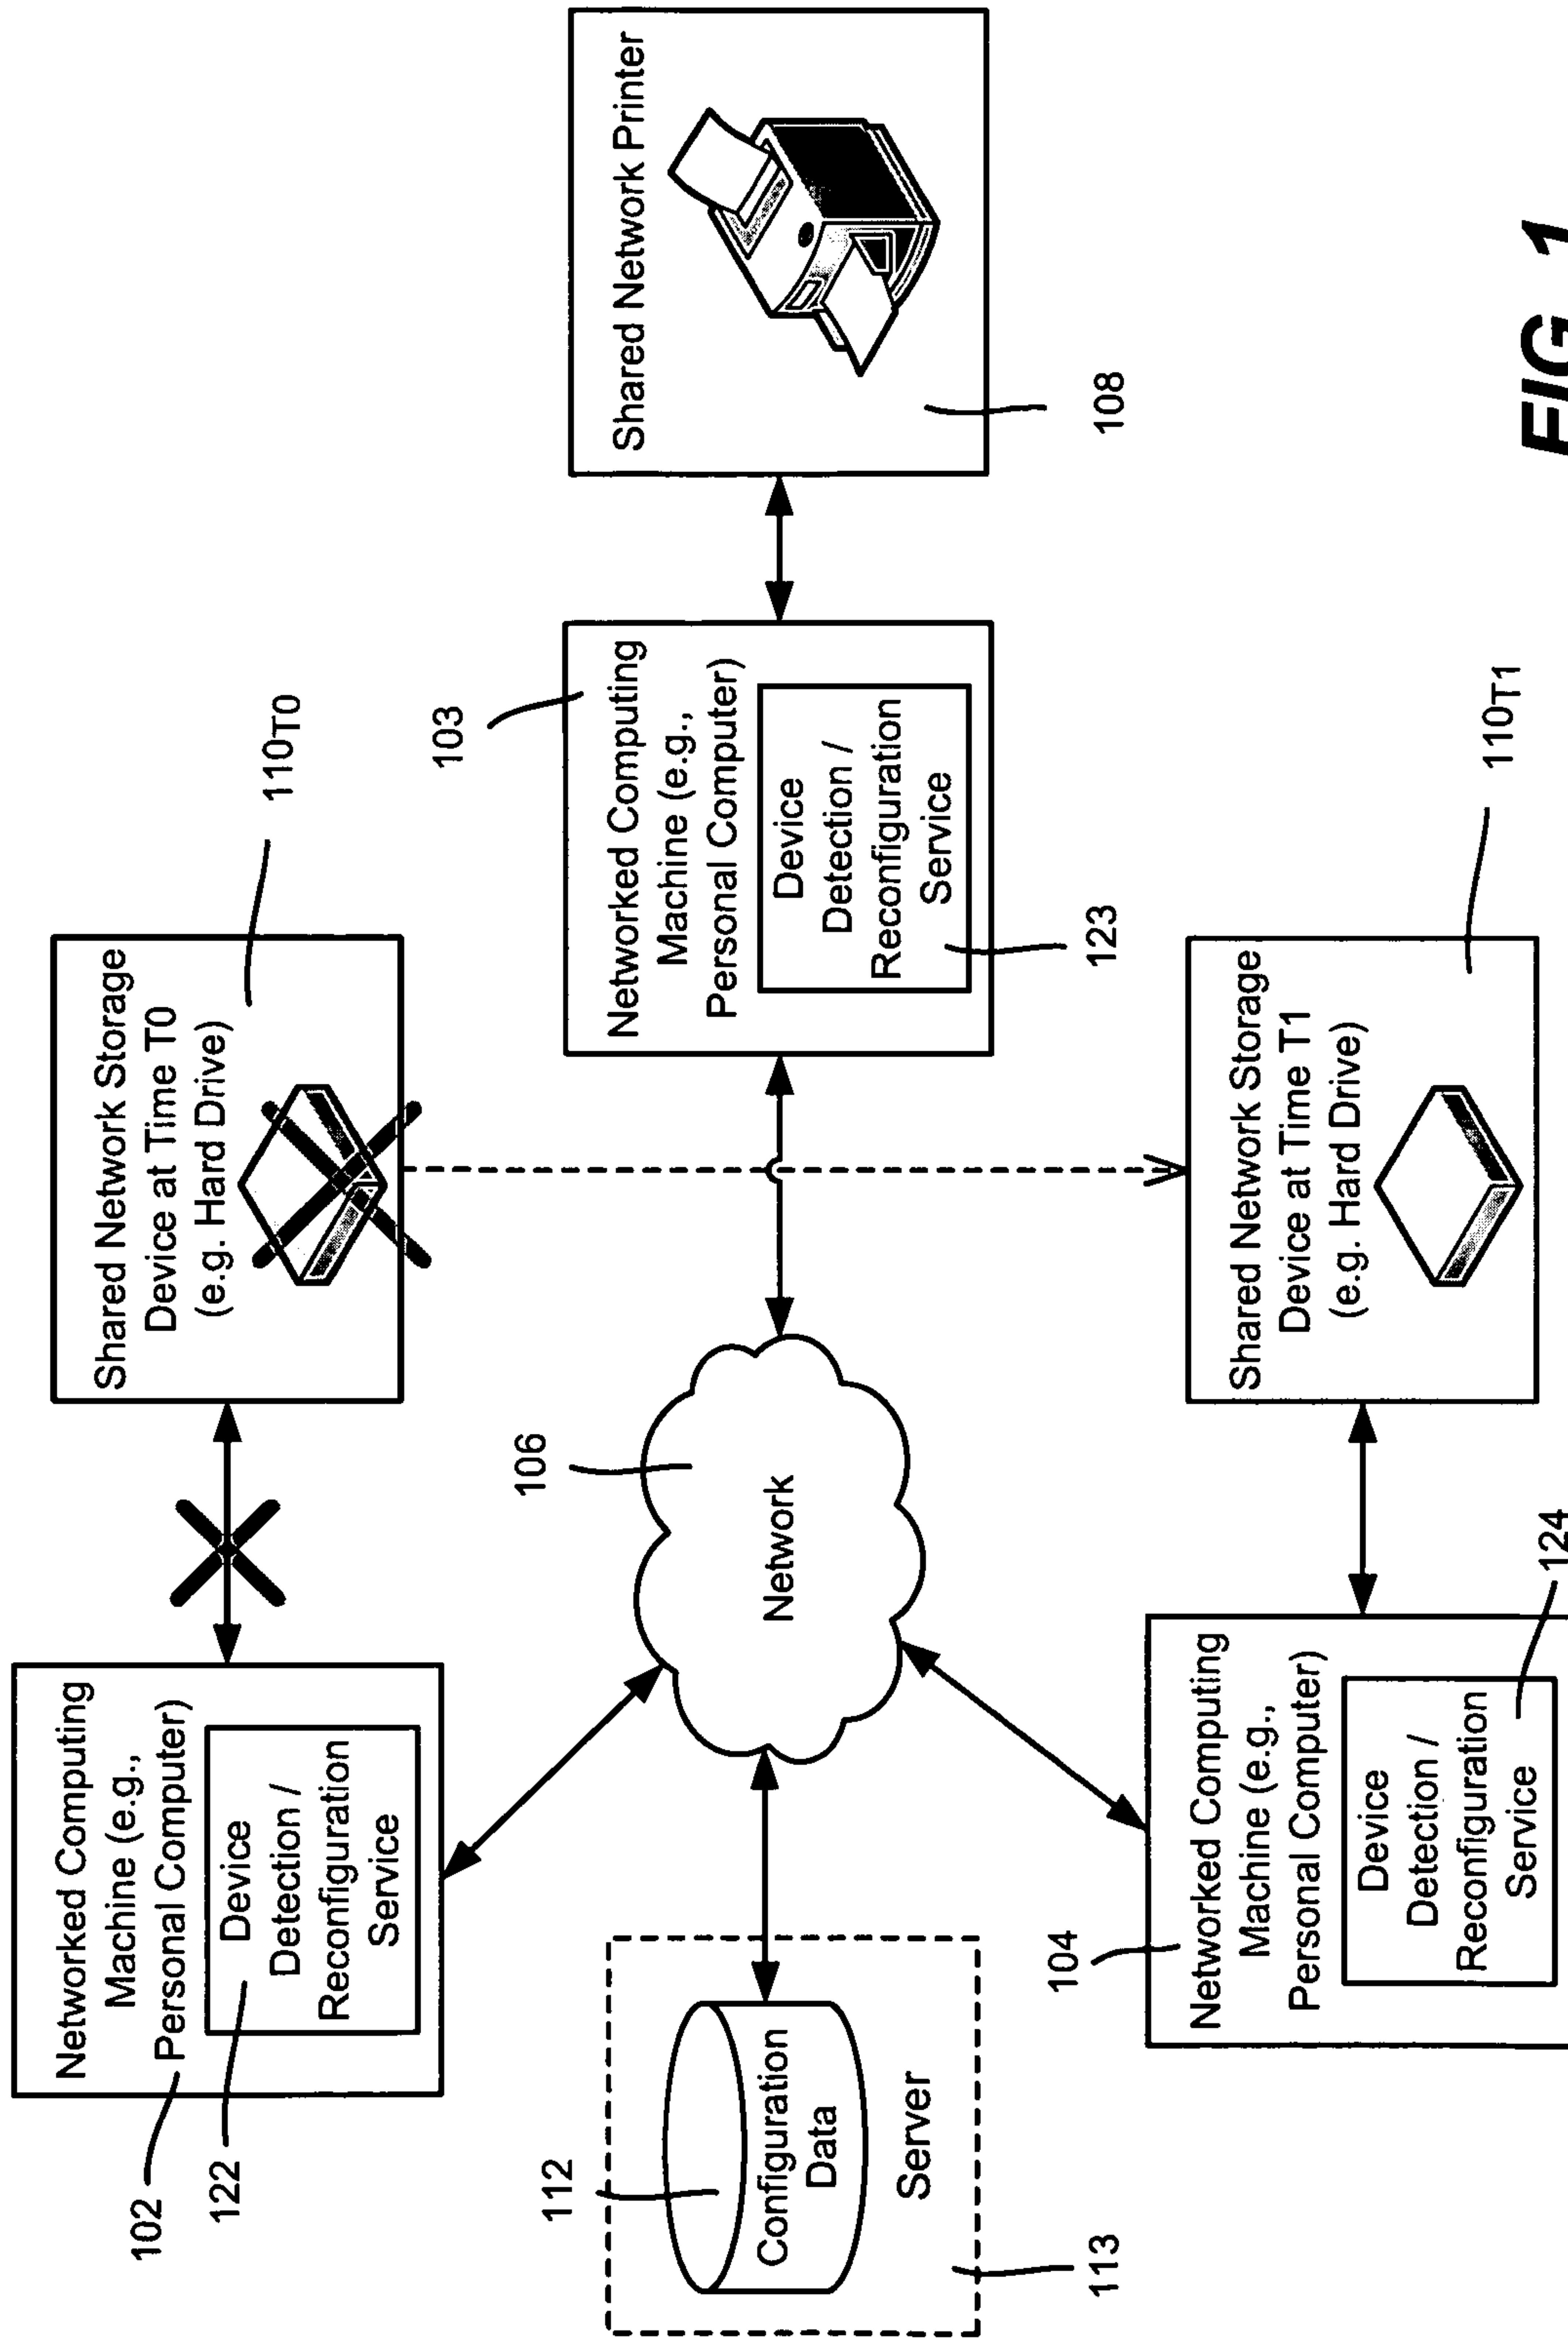 Networked Computing
Machine (e.g.,
Personal Computer)
Device
Detection /
Reconfiguration
Service
102
122
Shared Network Storage
Device at Time T0
(e.g. Hard Drive)
110T0
112
Configuration
Data
Server
113
106
Network
103
Networked Computing
Machine (e.g.,
Personal Computer)
Device
Detection /
Reconfiguration
Service
123
Shared Network Printer
108
104
Networked Computing
Machine (e.g.,
Personal Computer)
Device
Detection /
Reconfiguration
Service
124
Shared Network Storage
Device at Time T1
(e.g. Hard Drive)
110T1
FIG. 1